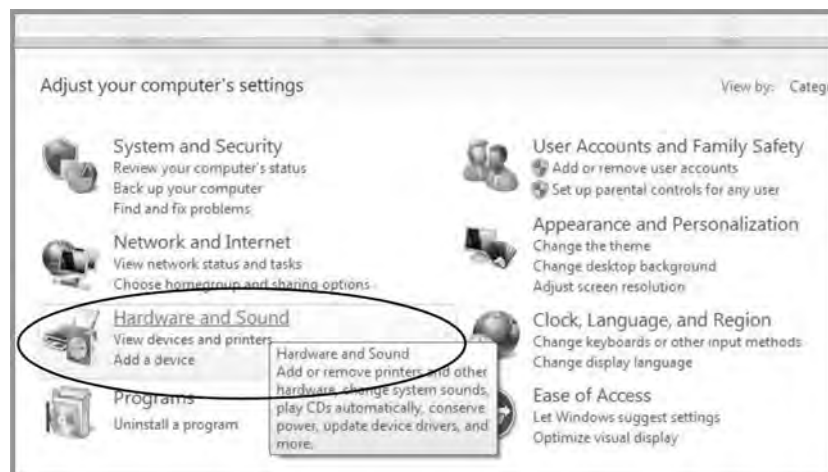 Adjust your computer's settings
View by: Categ
System and Security
Review your computer's status
Back up your computer
Find and fix problems
Network and Internet
View network status and tasks
Choose homegroup and sharing options
Hardware and Sound
View devices and printers
Add a device
Hardware and Sound
Add or remove printers and other
hardware, change system sounds,
play CDs automatically, conserve
power, update device drivers, and
more.
Programs
Uninstall a program
User Accounts and Family Safety
Add or remove user accounts
Set up parental controls for any user
Appearance and Personalization
Change the theme
Change desktop background
Adjust screen resolution
Clock, Language, and Region
Change keyboards or other input methods
Change display language
Ease of Access
Let Windows suggest settings
Optimize visual display